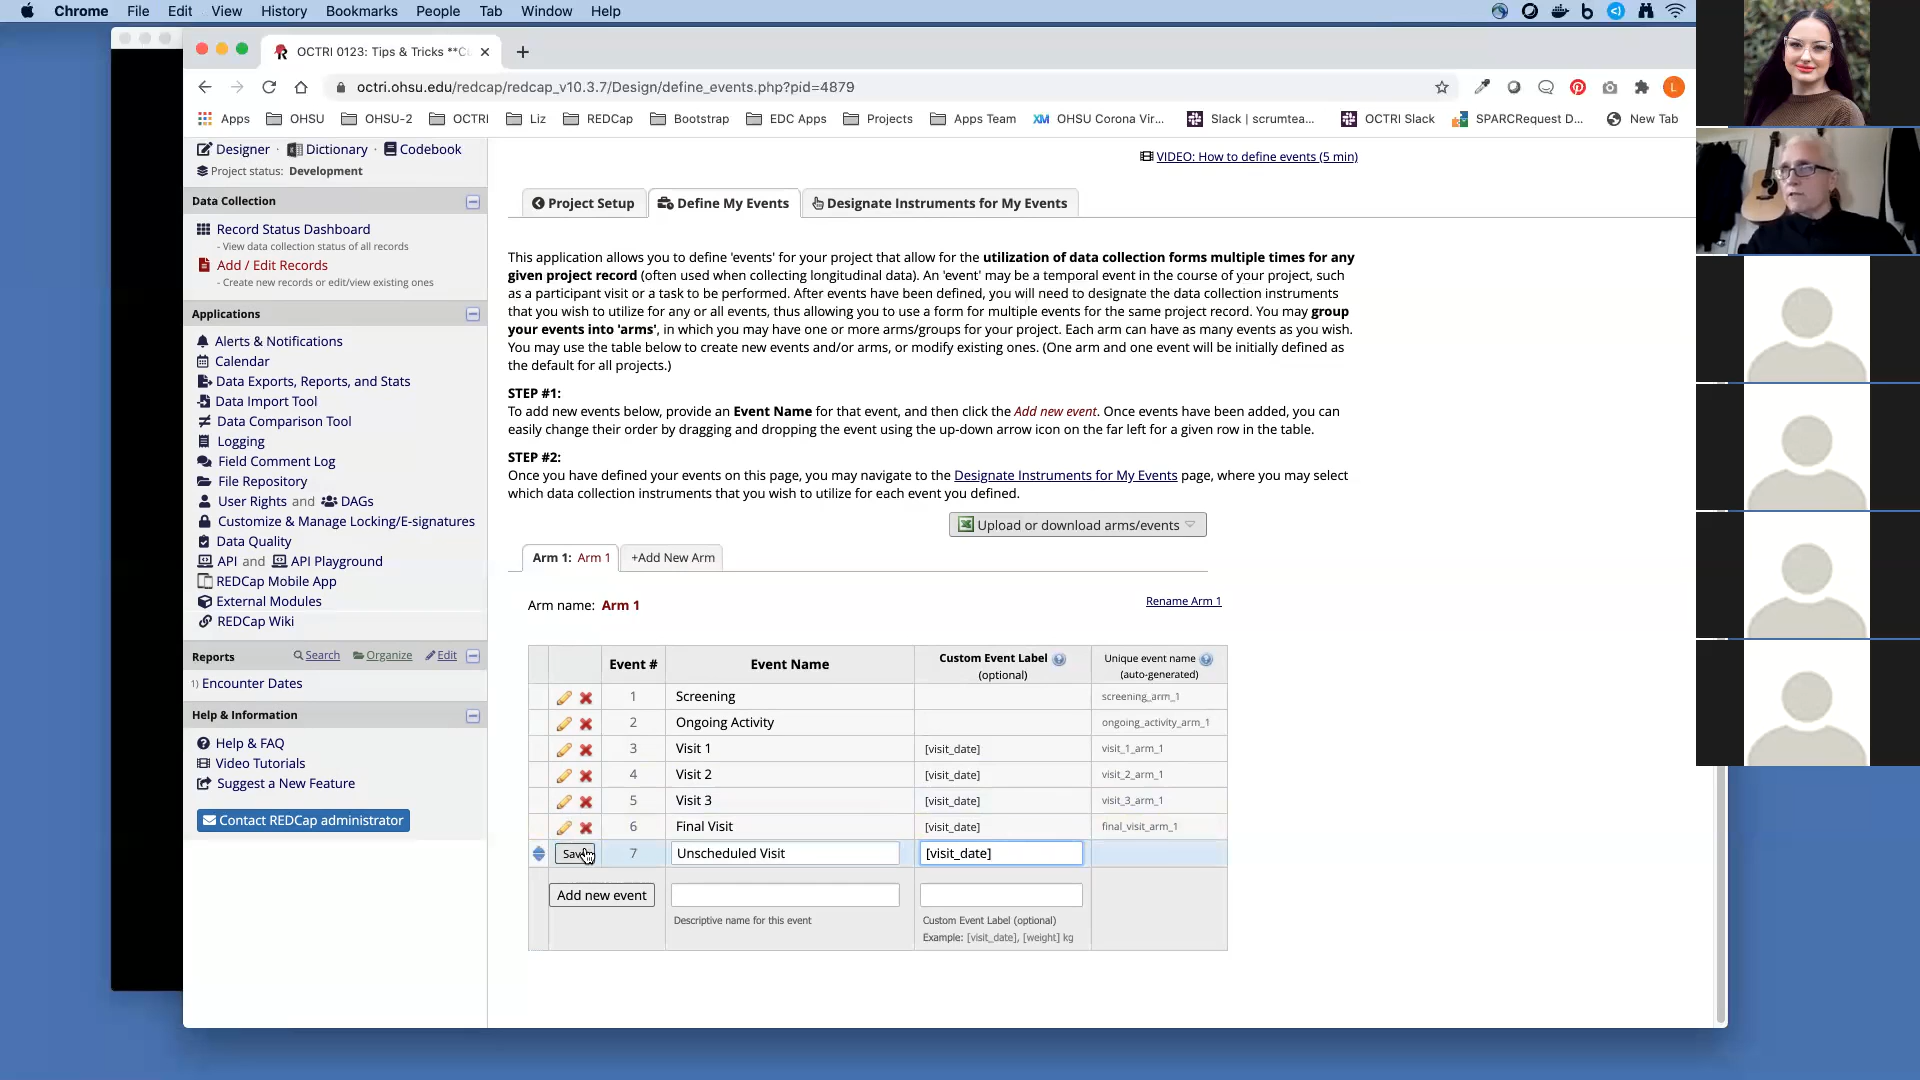 Chrome File Edit View History Bookmarks People Tab Window Help
OCTRI 0123: Tips & Tricks **C
octri.ohsu.edu/redcap/redcap_v10.3.7/Design/define_events.php?pid=4879
L
Apps OHSU OHSU-2 OCTRI Liz REDCap Bootstrap EDC Apps Projects Apps Team OHSU Corona Vir... Slack | scrumtea... OCTRI Slack SPARCRequest D... New Tab
Designer · Dictionary · Codebook
Project status: Development
Data Collection
Record Status Dashboard
- View data collection status of all records
Add / Edit Records
- Create new records or edit/view existing ones
Applications
Alerts & Notifications
Calendar
Data Exports, Reports, and Stats
Data Import Tool
Data Comparison Tool
Logging
Field Comment Log
File Repository
User Rights and DAGs
Customize & Manage Locking/E-signatures
Data Quality
API and API Playground
REDCap Mobile App
External Modules
REDCap Wiki
Reports Search Organize Edit
1) Encounter Dates
Help & Information
Help & FAQ
Video Tutorials
Suggest a New Feature
Contact REDCap administrator
VIDEO: How to define events (5 min)
Project Setup Define My Events Designate Instruments for My Events
This application allows you to define 'events' for your project that allow for the utilization of data collection forms multiple times for any
given project record (often used when collecting longitudinal data). An 'event' may be a temporal event in the course of your project, such
as a participant visit or a task to be performed. After events have been defined, you will need to designate the data collection instruments
that you wish to utilize for any or all events, thus allowing you to use a form for multiple events for the same project record. You may group
your events into 'arms', in which you may have one or more arms/groups for your project. Each arm can have as many events as you wish.
You may use the table below to create new events and/or arms, or modify existing ones. (One arm and one event will be initially defined as
the default for all projects.)
STEP #1:
To add new events below, provide an Event Name for that event, and then click the Add new event. Once events have been added, you can
easily change their order by dragging and dropping the event using the up-down arrow icon on the far left for a given row in the table.
STEP #2:
Once you have defined your events on this page, you may navigate to the Designate Instruments for My Events page, where you may select
which data collection instruments that you wish to utilize for each event you defined.
Upload or download arms/events
Arm 1: Arm 1 +Add New Arm
Arm name: Arm 1 Rename Arm 1
Event # Event Name Custom Event Label (optional) Unique event name (auto-generated)
1 Screening screening_arm_1
2 Ongoing Activity ongoing_activity_arm_1
3 Visit 1 [visit_date] visit_1_arm_1
4 Visit 2 [visit_date] visit_2_arm_1
5 Visit 3 [visit_date] visit_3_arm_1
6 Final Visit [visit_date] final_visit_arm_1
Save 7 Unscheduled Visit [visit_date]
Add new event
Descriptive name for this event Custom Event Label (optional)
Example: [visit_date], [weight] kg